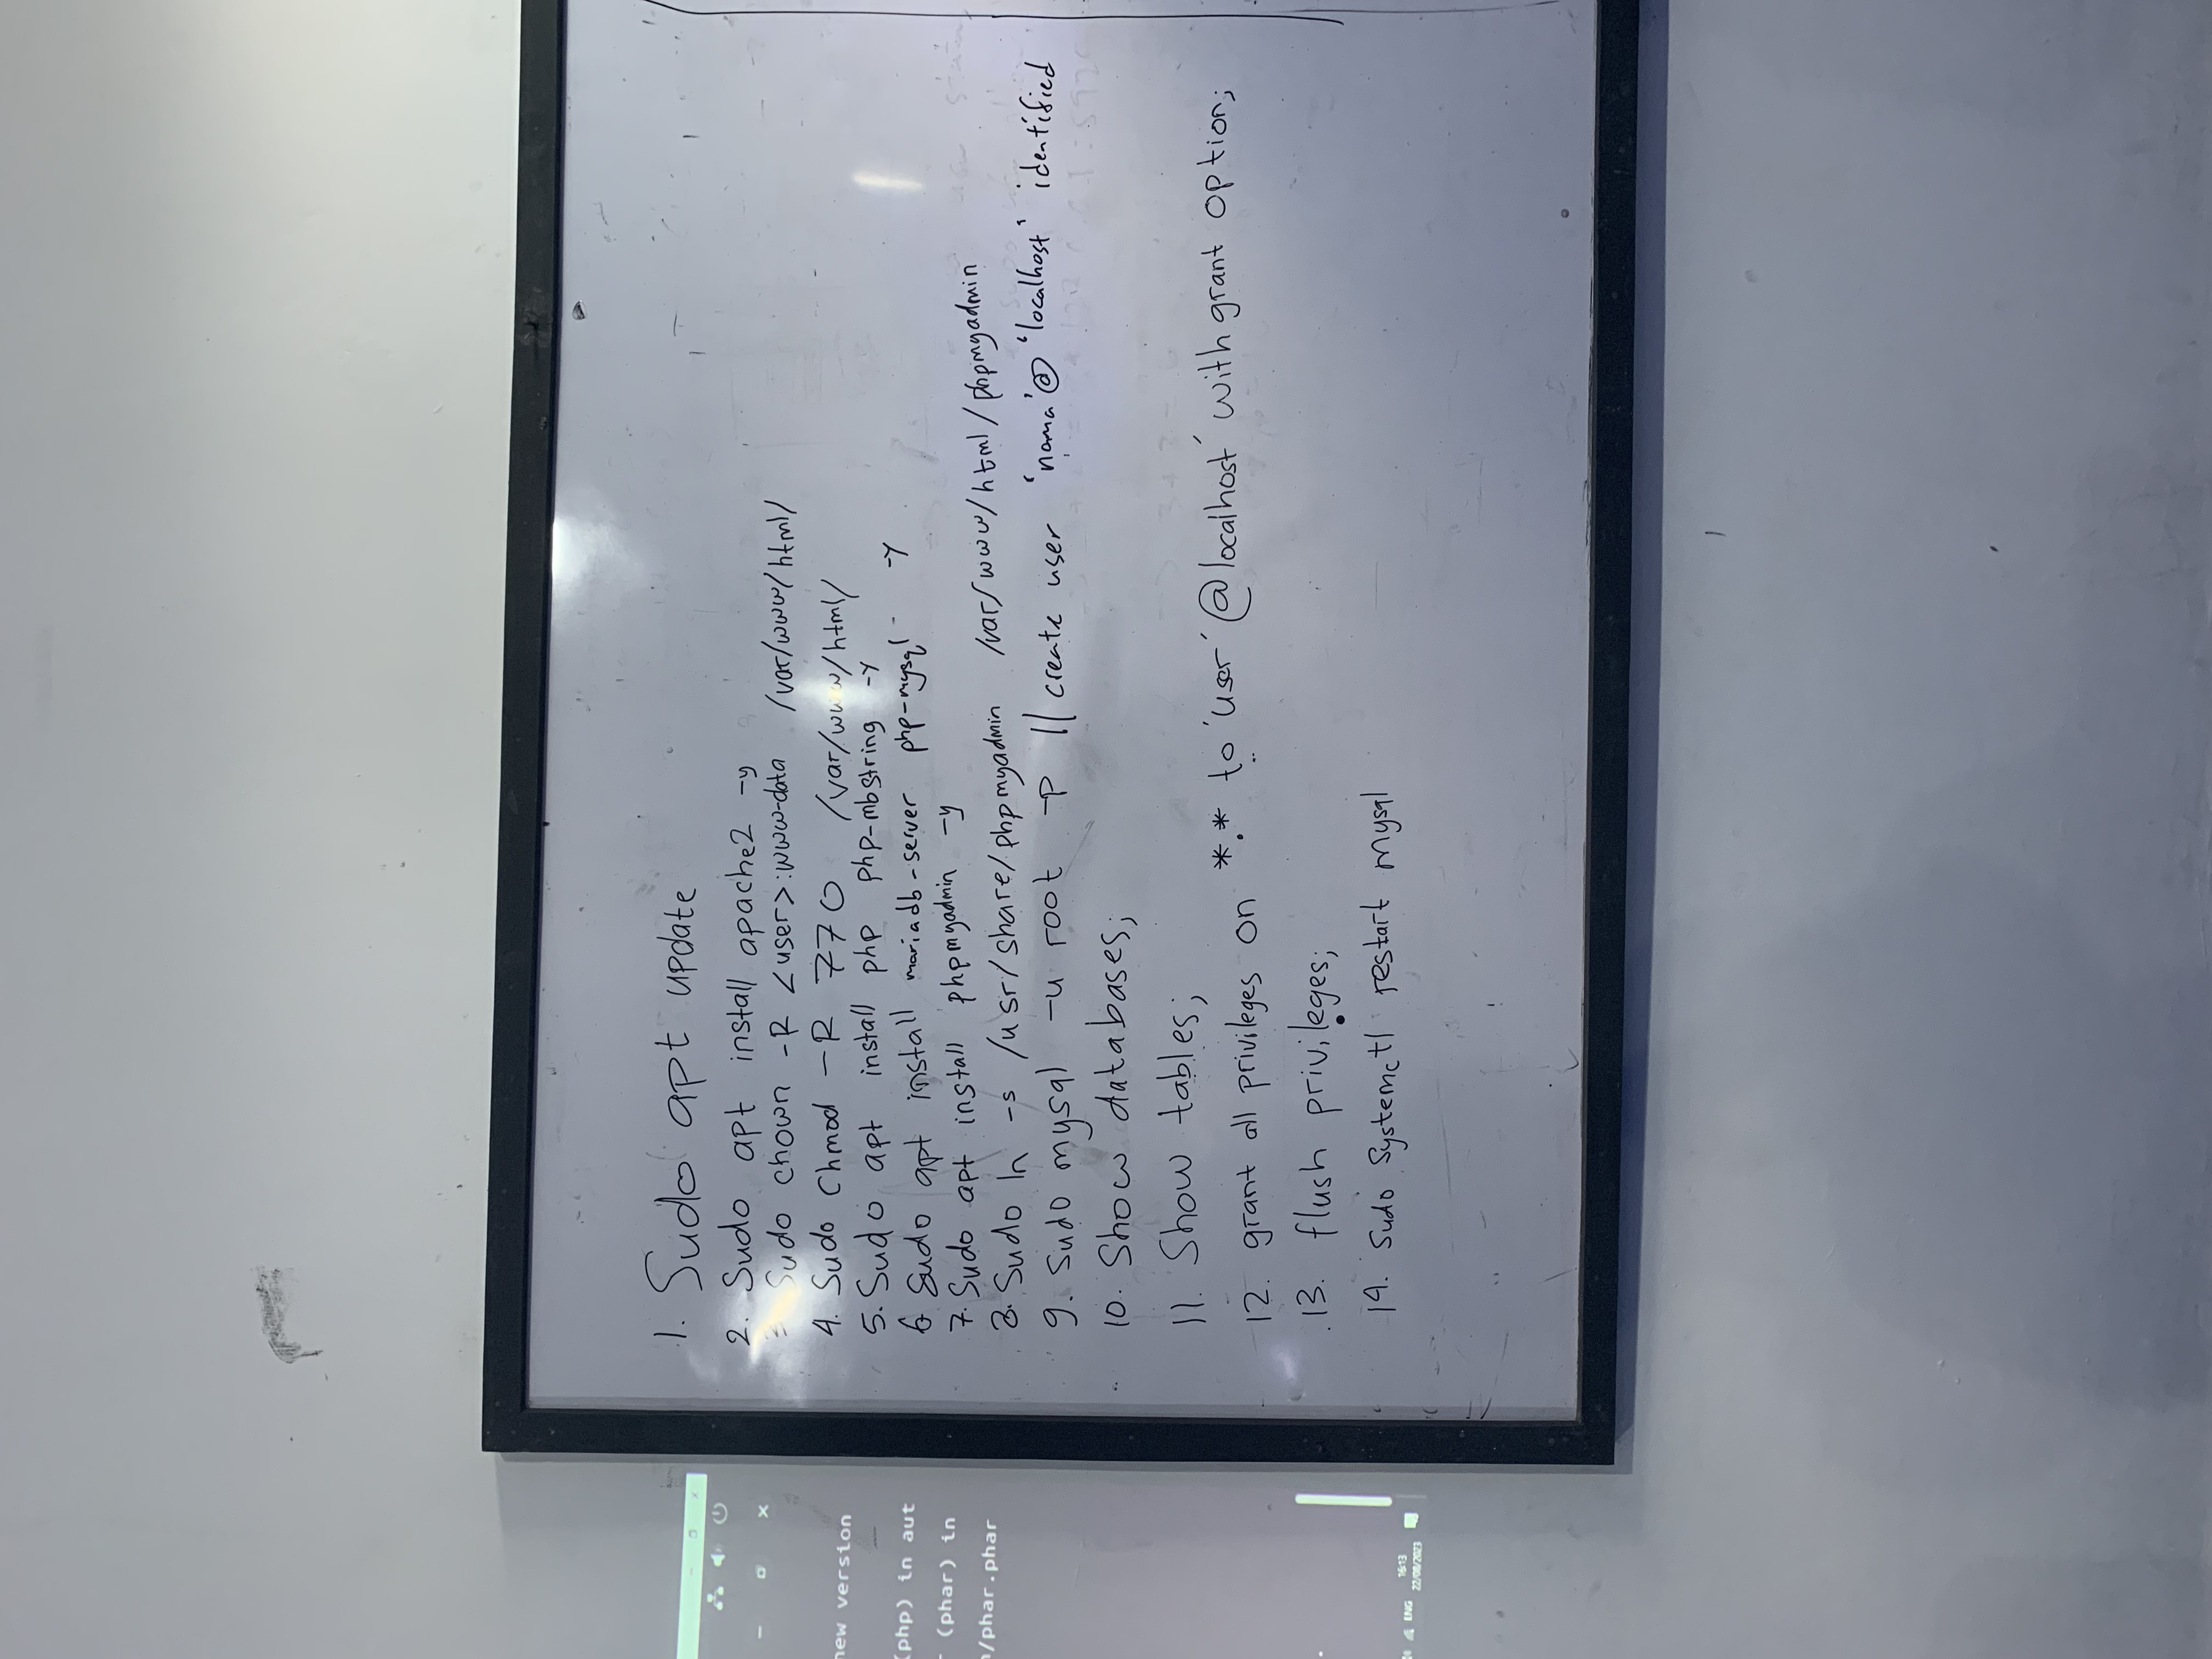 1. Sudo apt update
2. Sudo apt install apache2 -y
3 Sudo chown -R <user>:www-data /var/www/html/
4. Sudo Chmod -R 770 /var/www/html/
5. Sudo apt install php php-mbstring -Y
6 Sudo apt install mariadb-server php-mysql -Y
7. Sudo apt install phpmyadmin -y
8. Sudo ln -s /usr/share/phpmyadmin /var/www/html/phpmyadmin
9. Sudo mysql -u root -P || create user 'nama'@'localhost' identified
10. Show databases;
11. Show tables;
12. grant all privileges on *.* to 'user'@localhost' with grant option;
13. flush privileges;
14. Sudo Systemctl restart mysql
new version
(php) in aut
(phar) in
/phar.phar
ENG
16:13
22/08/2023